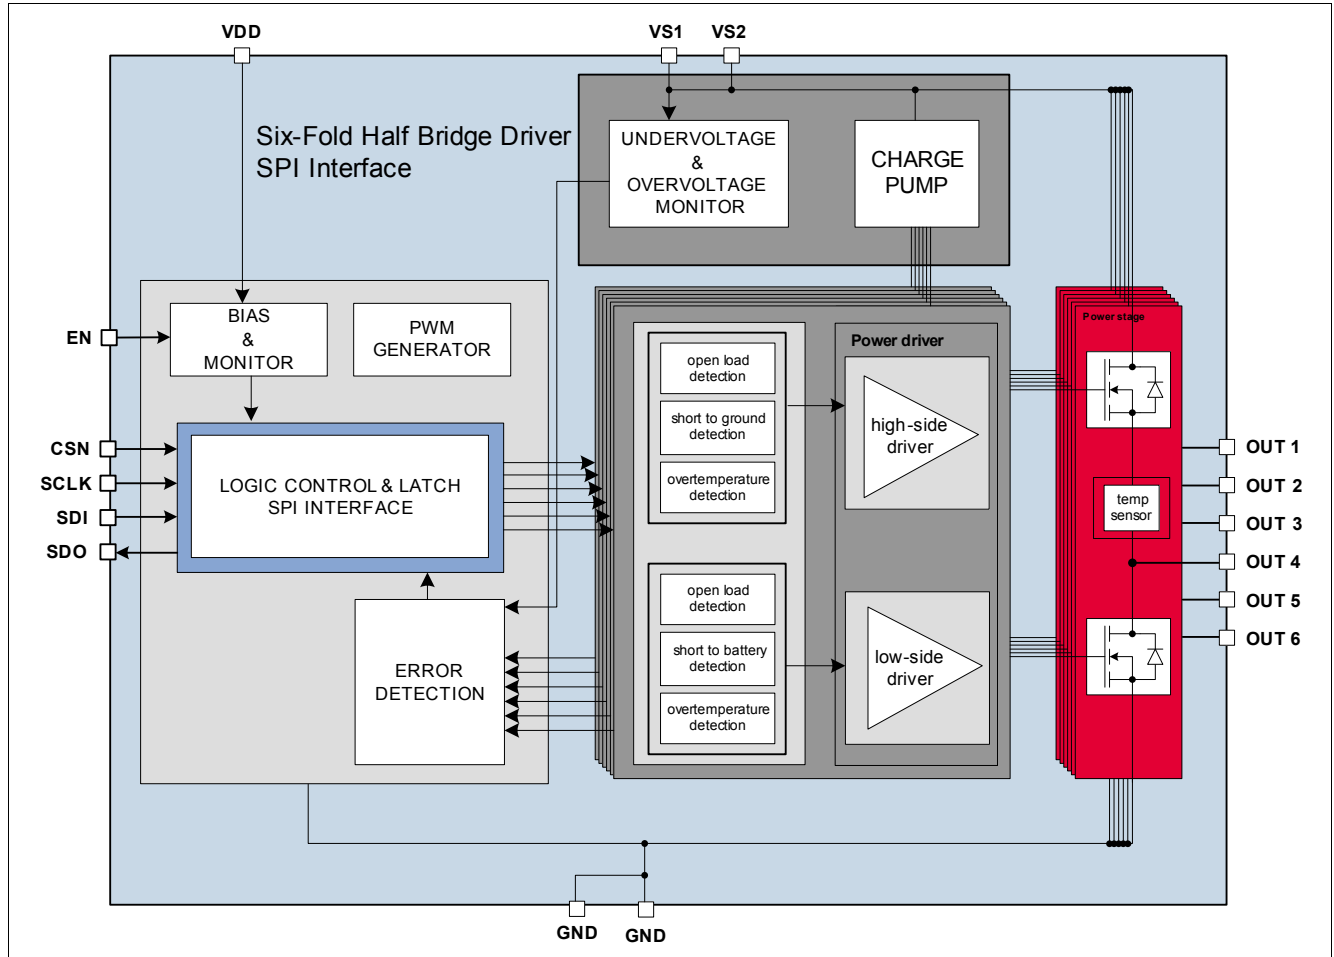 VDD
VS1
VS2
Six-Fold Half Bridge Driver
SPI Interface
UNDERVOLTAGE
&
OVERVOLTAGE
MONITOR
CHARGE
PUMP
BIAS
&
MONITOR
PWM
GENERATOR
EN
CSN
SCLK
SDI
SDO
LOGIC CONTROL & LATCH
SPI INTERFACE
ERROR
DETECTION
open load
detection
short to ground
detection
overtemperature
detection
open load
detection
short to battery
detection
overtemperature
detection
Power driver
high-side
driver
low-side
driver
Power stage
temp
sensor
OUT 1
OUT 2
OUT 3
OUT 4
OUT 5
OUT 6
GND
GND